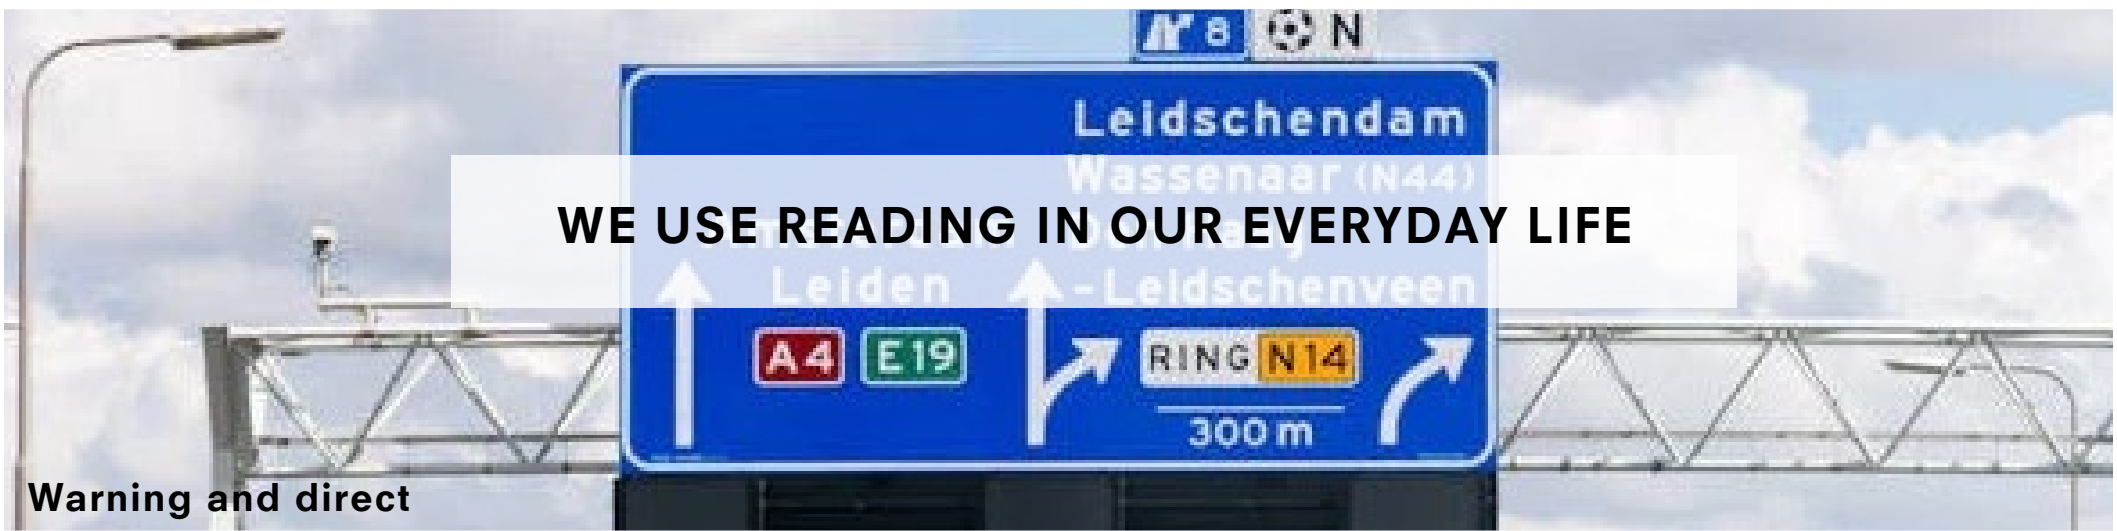 8 N
Leidschendam
Wassenaar (N44)
WE USE READING IN OUR EVERYDAY LIFE
Leiden -Leidschenveen
A4 E19 RING N14
300 m
Warning and direct